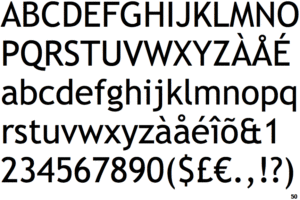 ABCDEFGHIJKLMNO
PQRSTUVWXYZÀÅÉ
abcdefghijklmnopq
rstuvwxyzàåéîõ&1
234567890($£€.,!?)
50